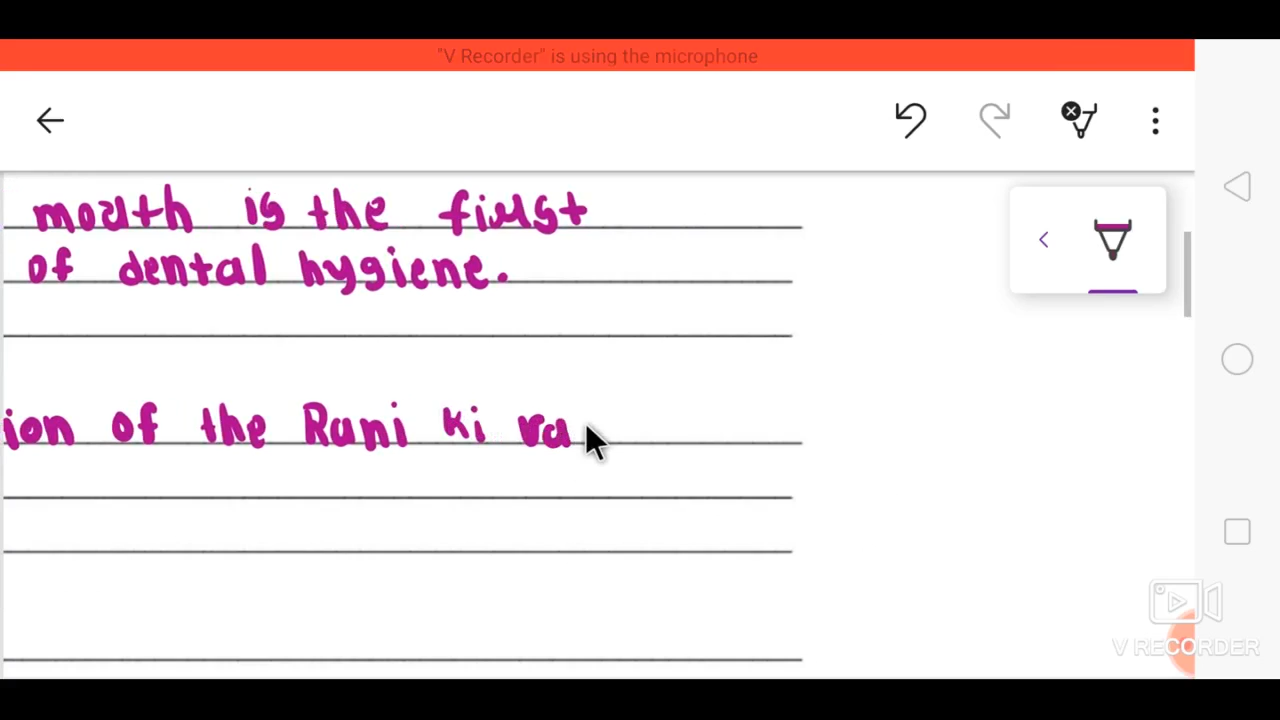 "V Recorder" is using the microphone
mouth is the first
of dental hygiene.
ion of the Rani ki va
V RECORDER